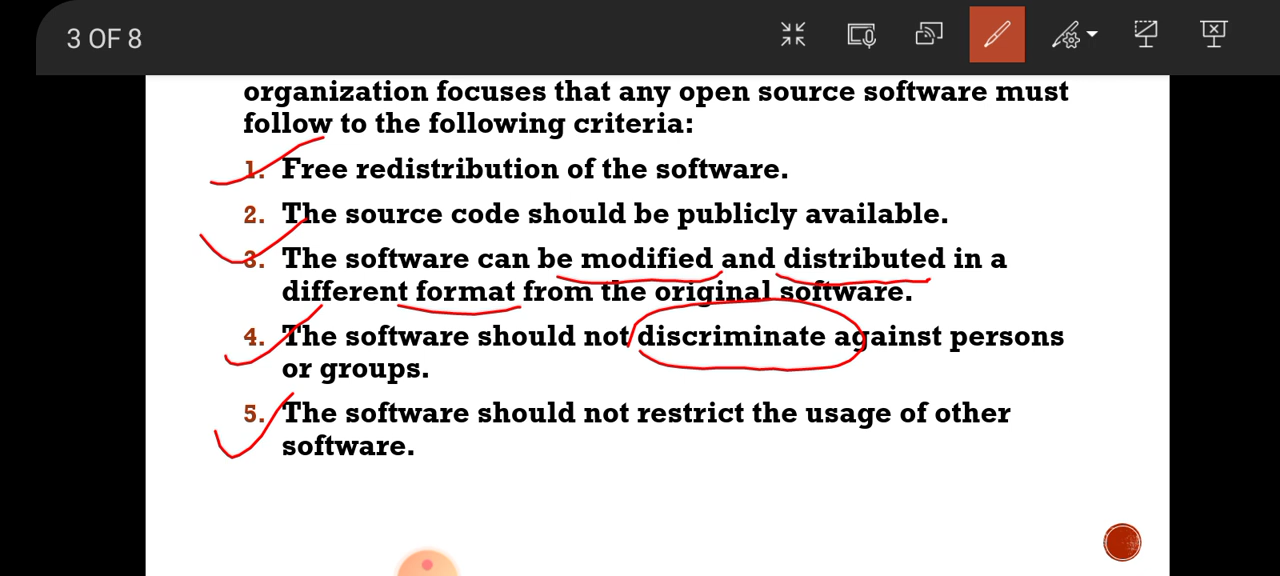 3 OF 8
organization focuses that any open source software must
follow to the following criteria:
1. Free redistribution of the software.
2. The source code should be publicly available.
3. The software can be modified and distributed in a
different format from the original software.
4. The software should not discriminate against persons
or groups.
5. The software should not restrict the usage of other
software.